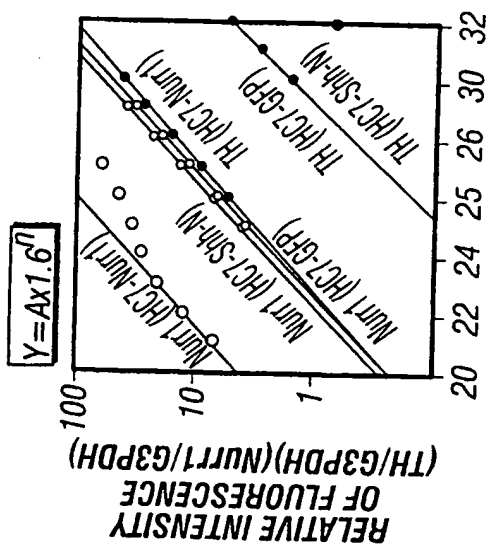 Y=Ax1.6ⁿ
100
10
1
RELATIVE INTENSITY
OF FLUORESCENCE
(TH/G3PDH)(Nurr1/G3PDH)
Nurr1 (HC7-Nurr1)
Nurr1 (HC7-Shh-N)
Nurr1 (HC7-GFP)
TH (HC7-Nurr1)
TH (HC7-GFP)
TH (HC7-Shh-N)
20
22
24
25
26
30
32